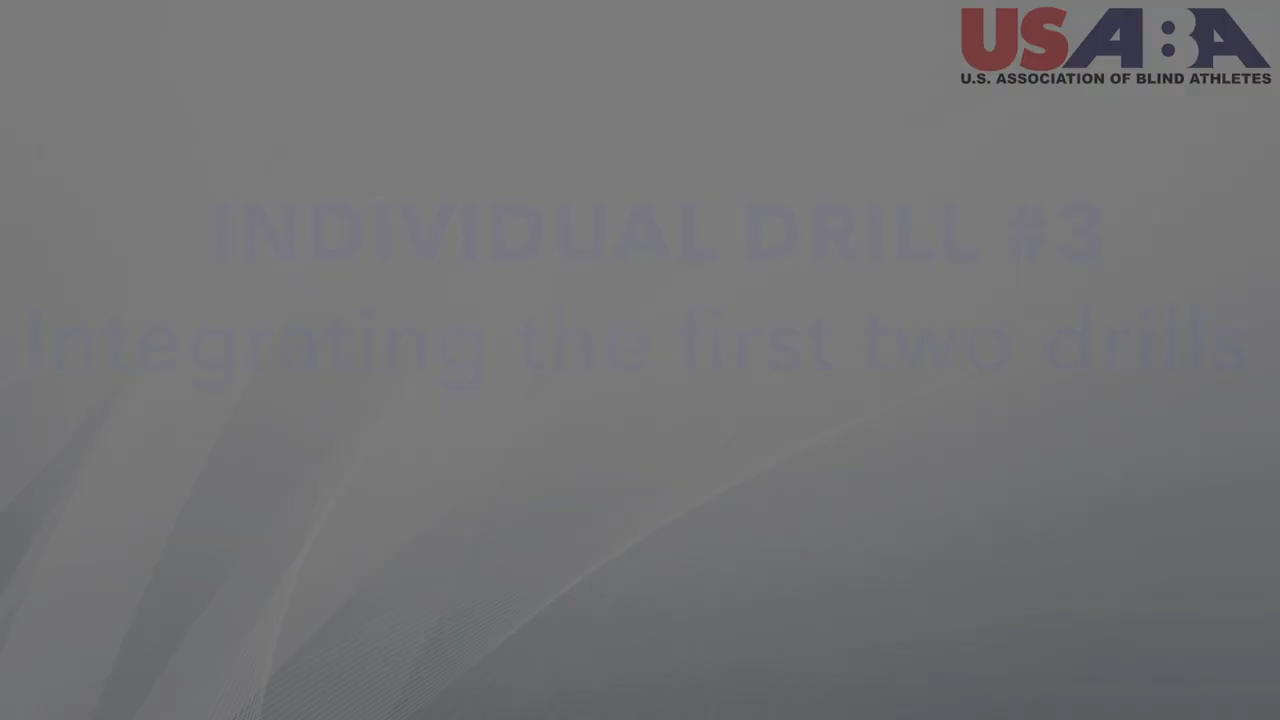 USABA
U.S. ASSOCIATION OF BLIND ATHLETES
INDIVIDUAL DRILL #3
Integrating the first two drills